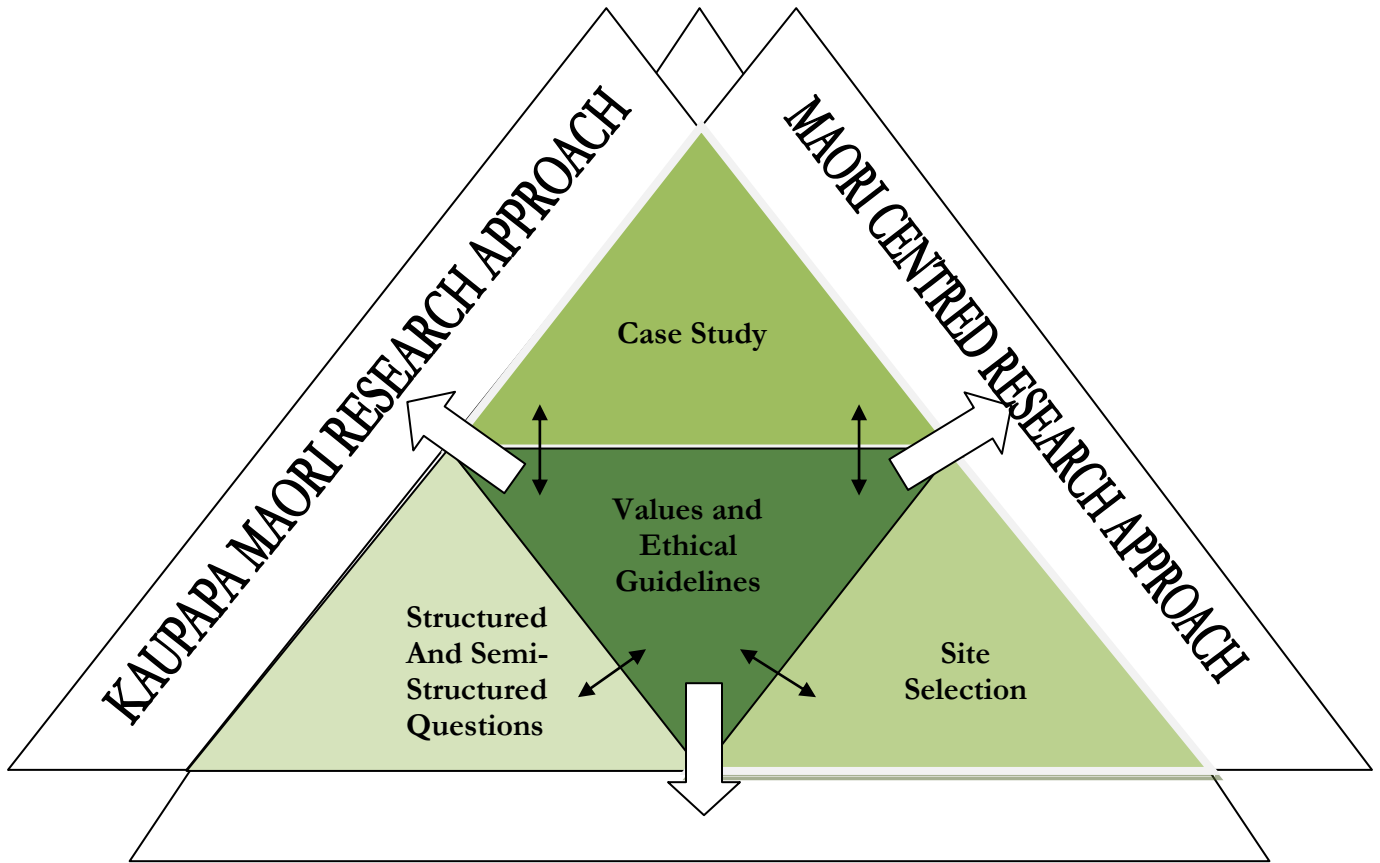 KAUPAPA MAORI RESEARCH APPROACH
MAORI CENTRED RESEARCH APPROACH
Case Study
Values and
Ethical
Guidelines
Structured
And Semi-
Structured
Questions
Site
Selection